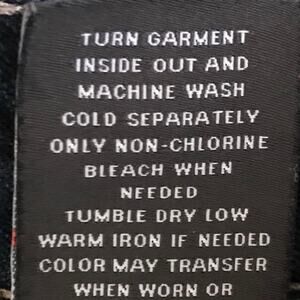 TURN GARMENT
INSIDE OUT AND
MACHINE WASH
COLD SEPARATELY
ONLY NON-CHLORINE
BLEACH WHEN
NEEDED
TUMBLE DRY LOW
WARM IRON IF NEEDED
COLOR MAY TRANSFER
WHEN WORN OR